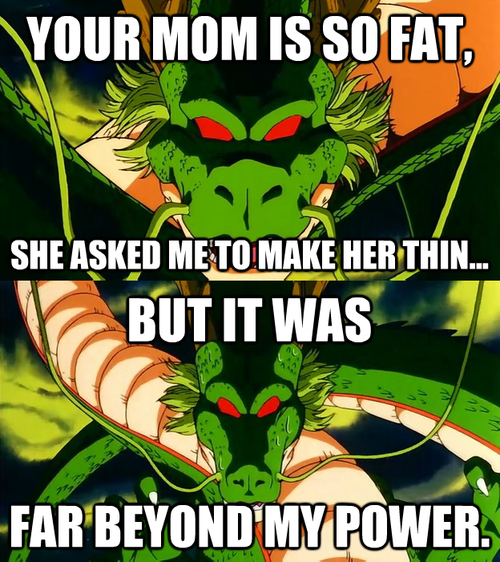 YOUR MOM IS SO FAT,
SHE ASKED ME TO MAKE HER THIN...
BUT IT WAS
FAR BEYOND MY POWER.